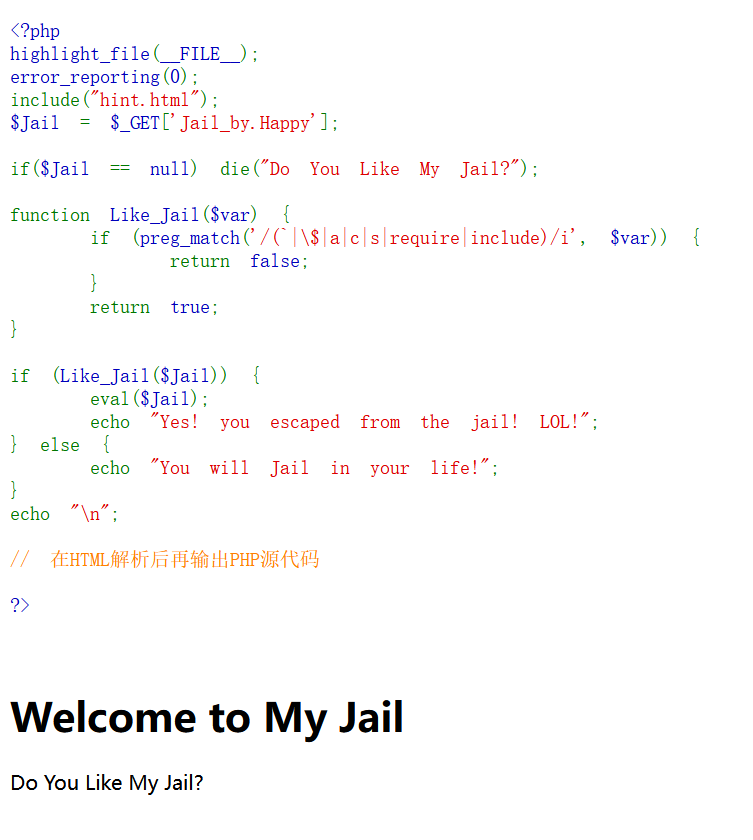 <?php
highlight_file(__FILE__);
error_reporting(0);
include("hint.html");
$Jail = $_GET['Jail_by.Happy'];
if($Jail == null) die("Do You Like My Jail?");
function Like_Jail($var) {
if (preg_match('/(`|\$|a|c|s|require|include)/i', $var)) {
return false;
}
return true;
}
if (Like_Jail($Jail)) {
eval($Jail);
echo "Yes! you escaped from the jail! LOL!";
} else {
echo "You will Jail in your life!";
}
echo "\n";
// 在HTML解析后再输出PHP源代码
?>
Welcome to My Jail
Do You Like My Jail?